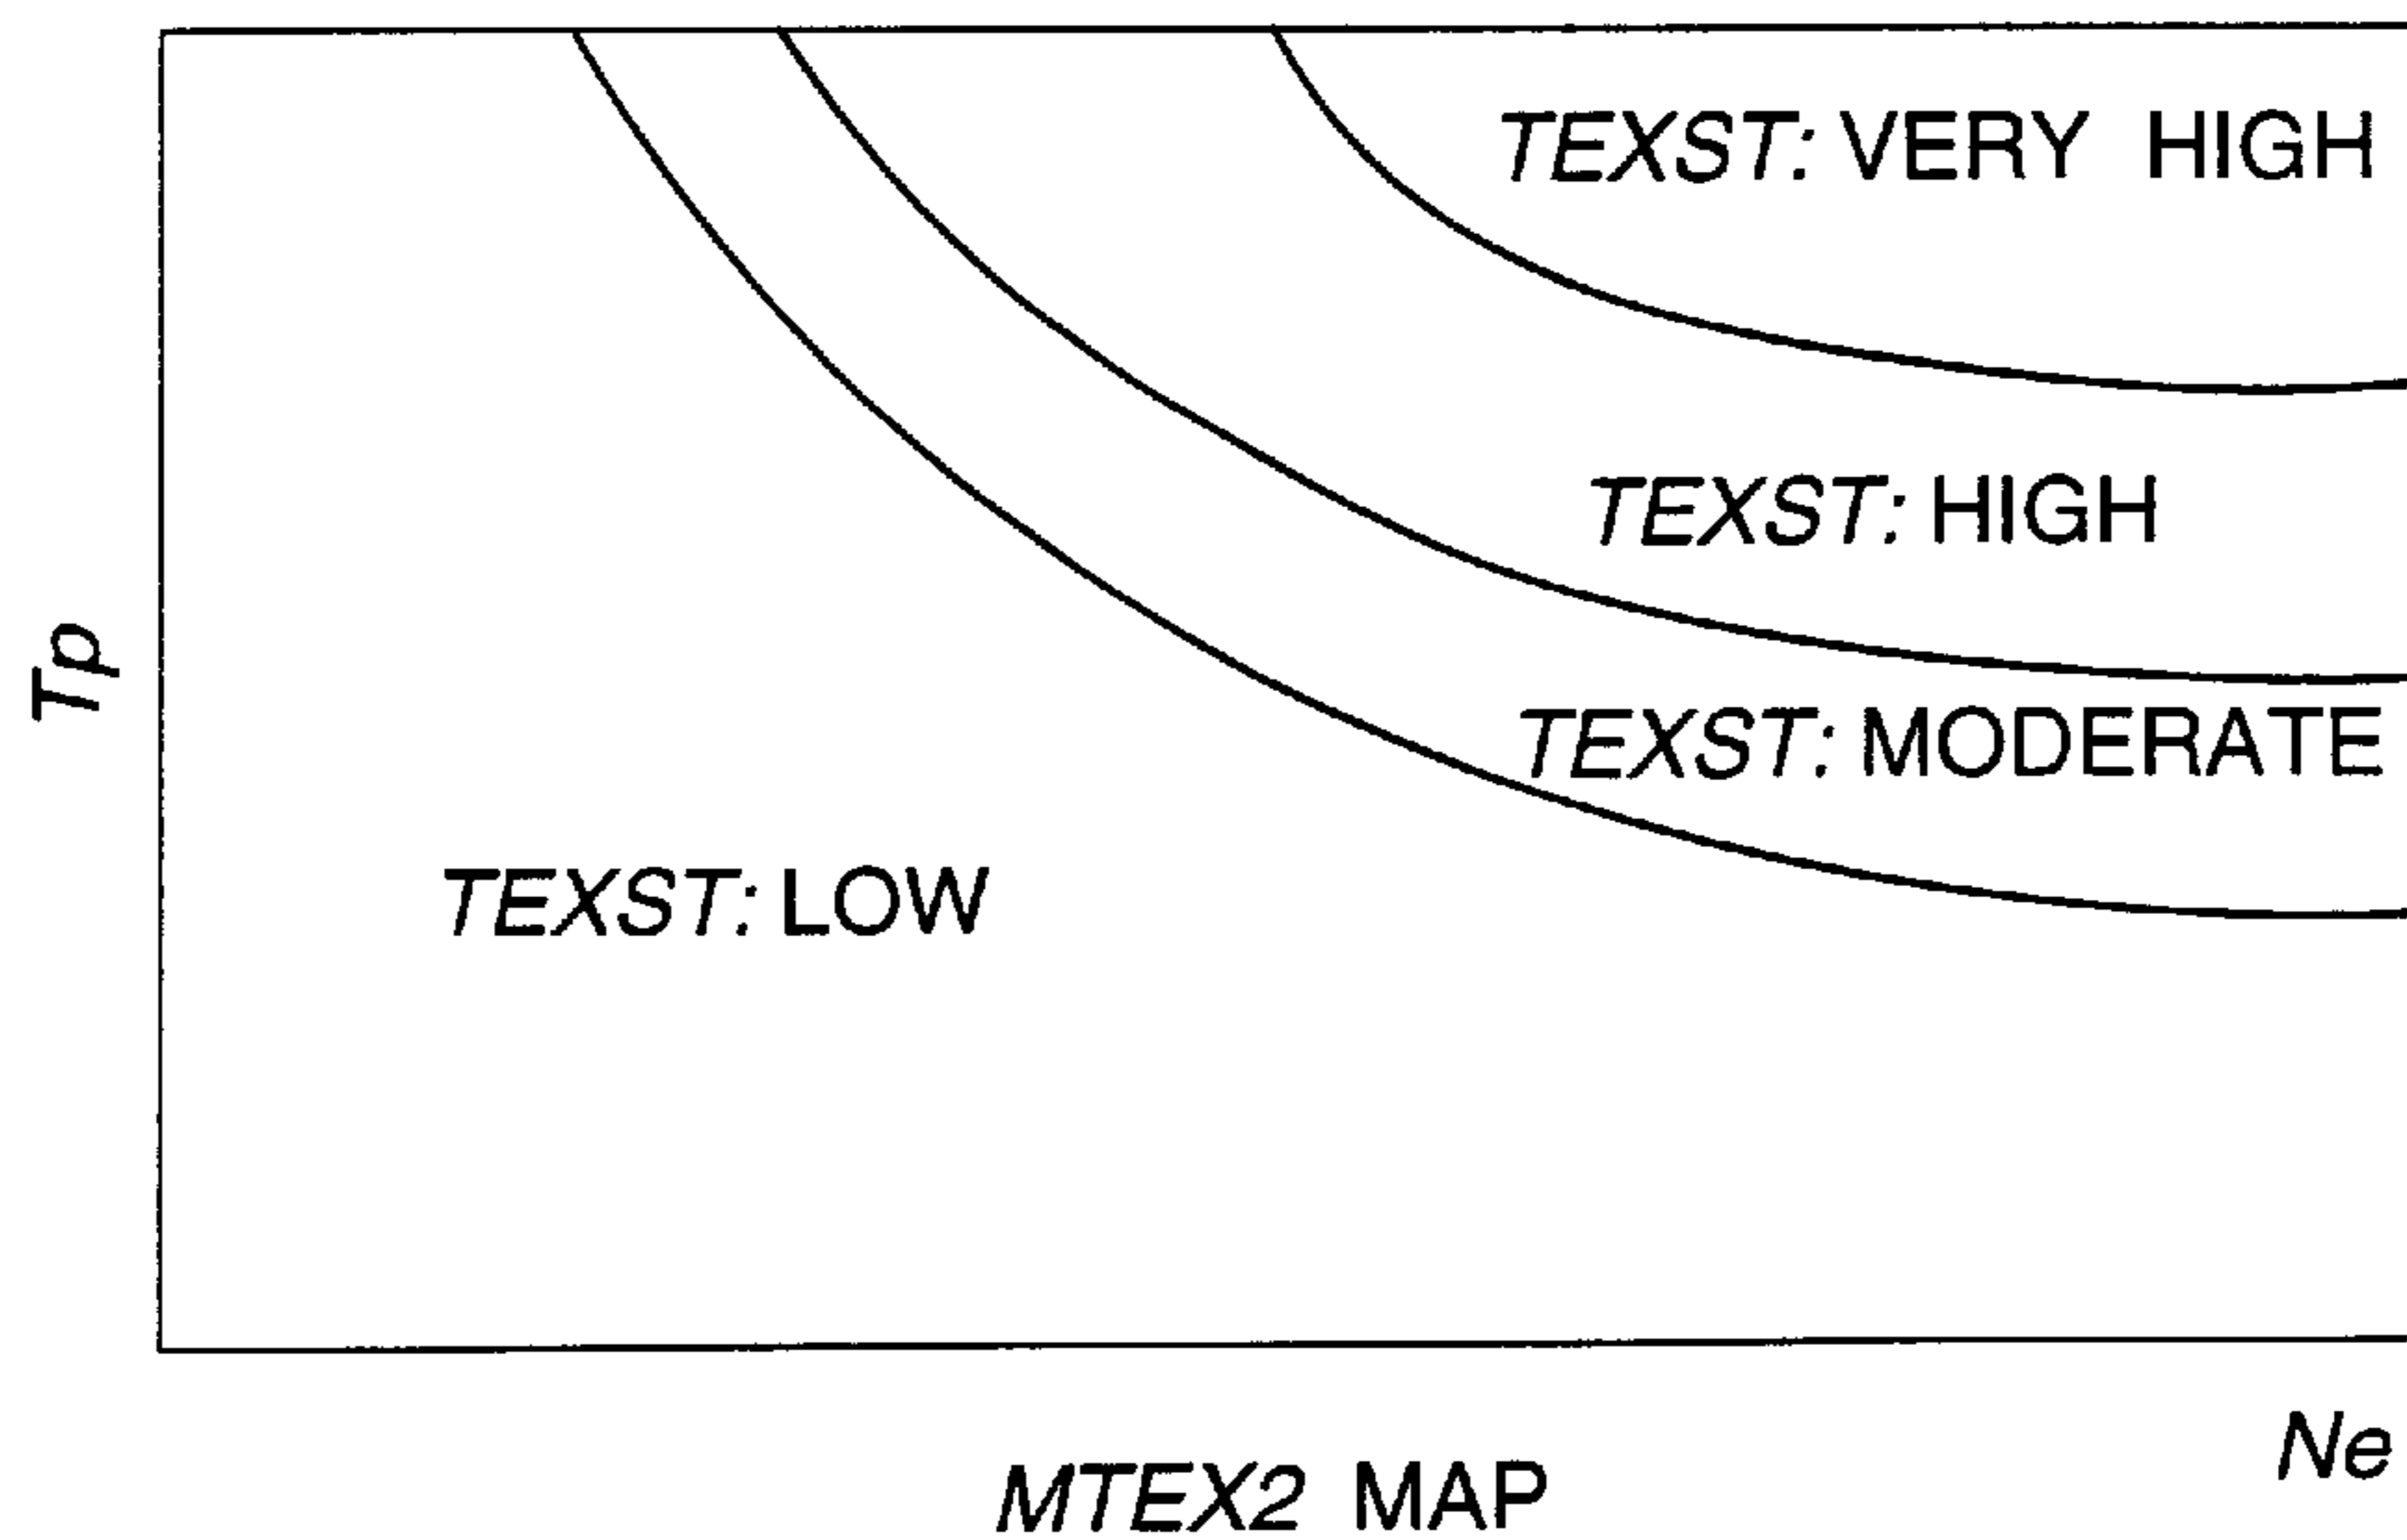 TEXST: VERY HIGH
TEXST: HIGH
Tp
TEXST: MODERATE
TEXST: LOW
Ne
MTEX2 MAP